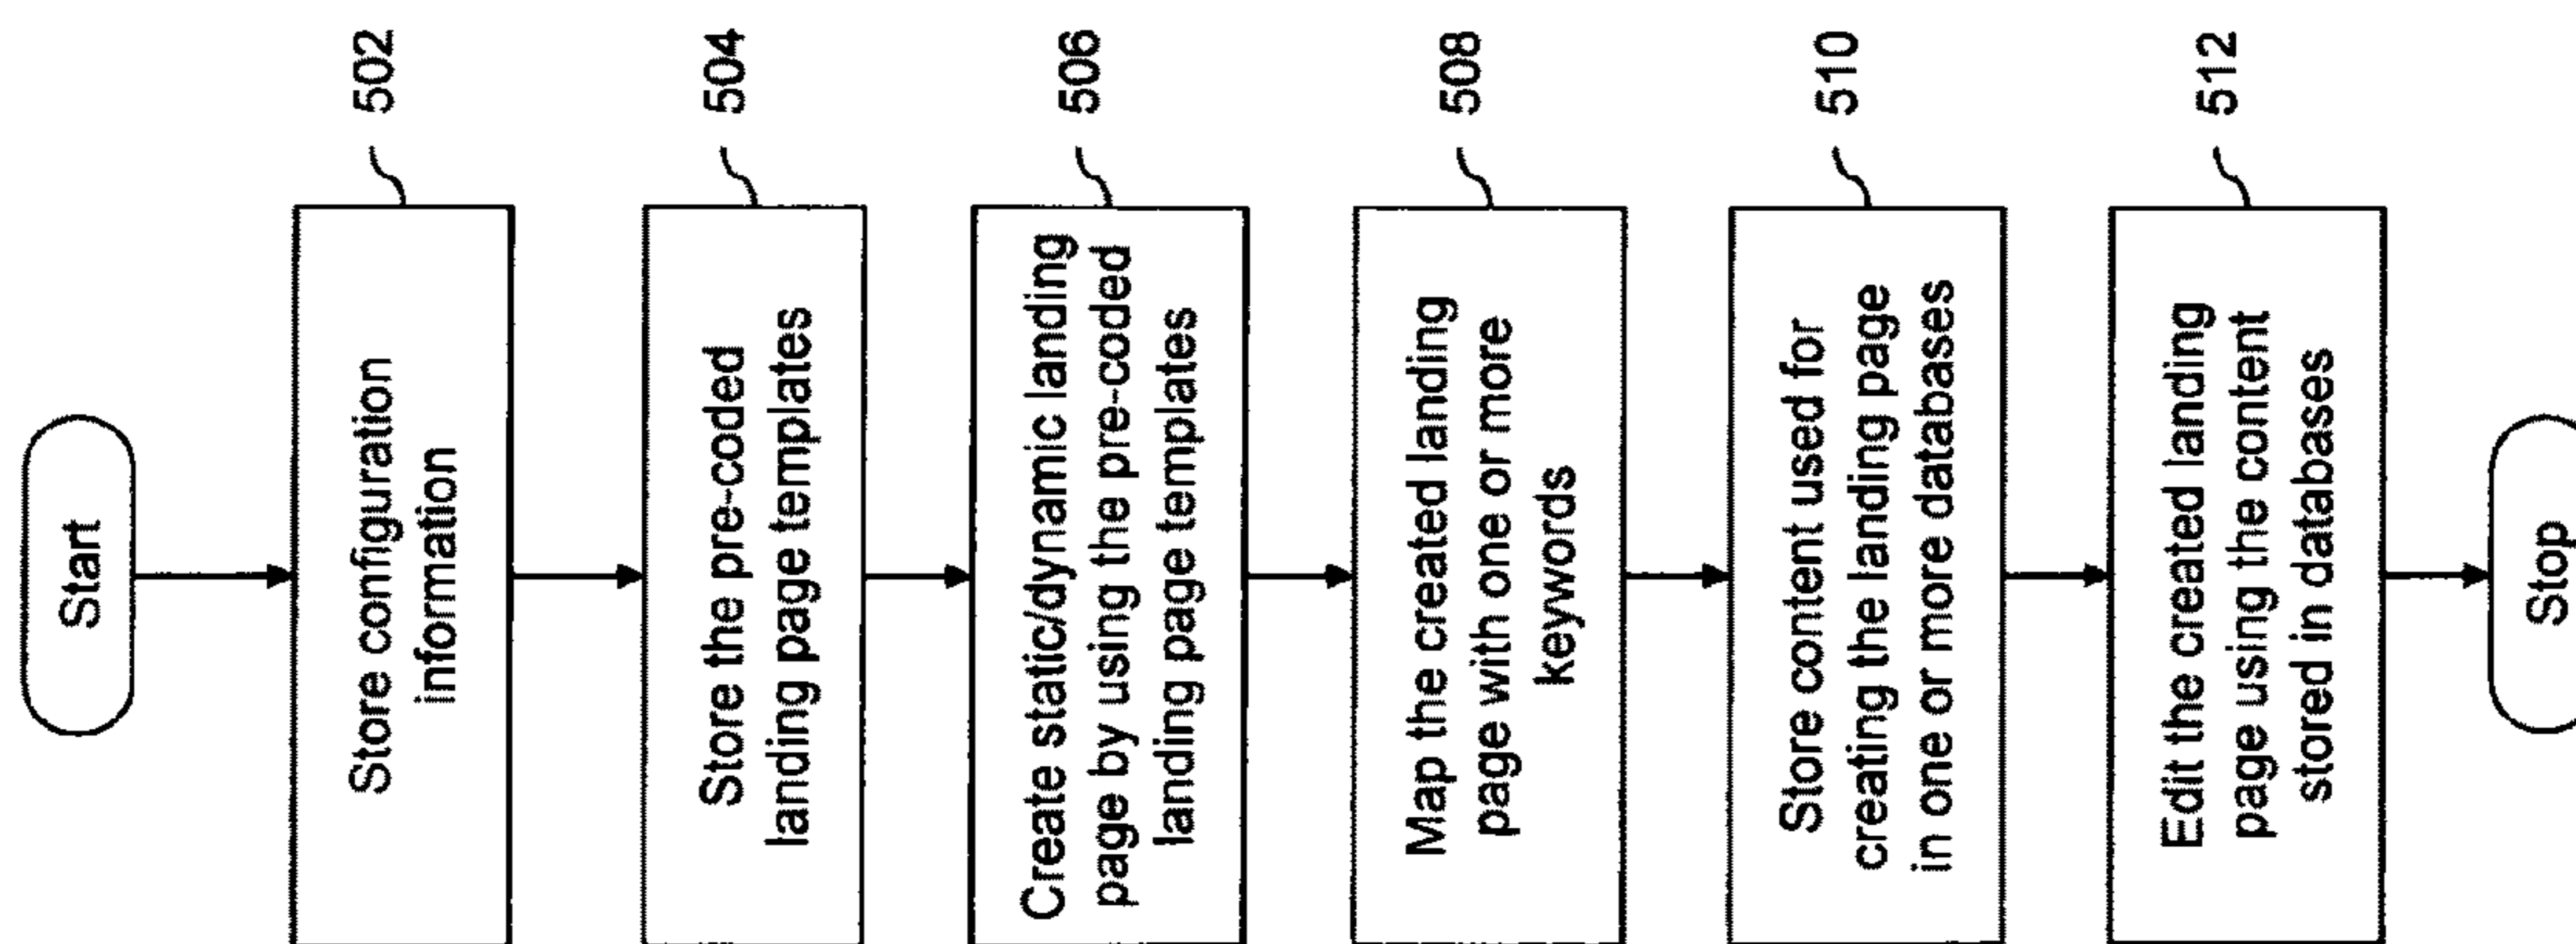 Start
502
Store configuration
information
504
Store the pre-coded
landing page templates
506
Create static/dynamic landing
page by using the pre-coded
landing page templates
508
Map the created landing
page with one or more
keywords
510
Store content used for
creating the landing page
in one or more databases
512
Edit the created landing
page using the content
stored in databases
Stop